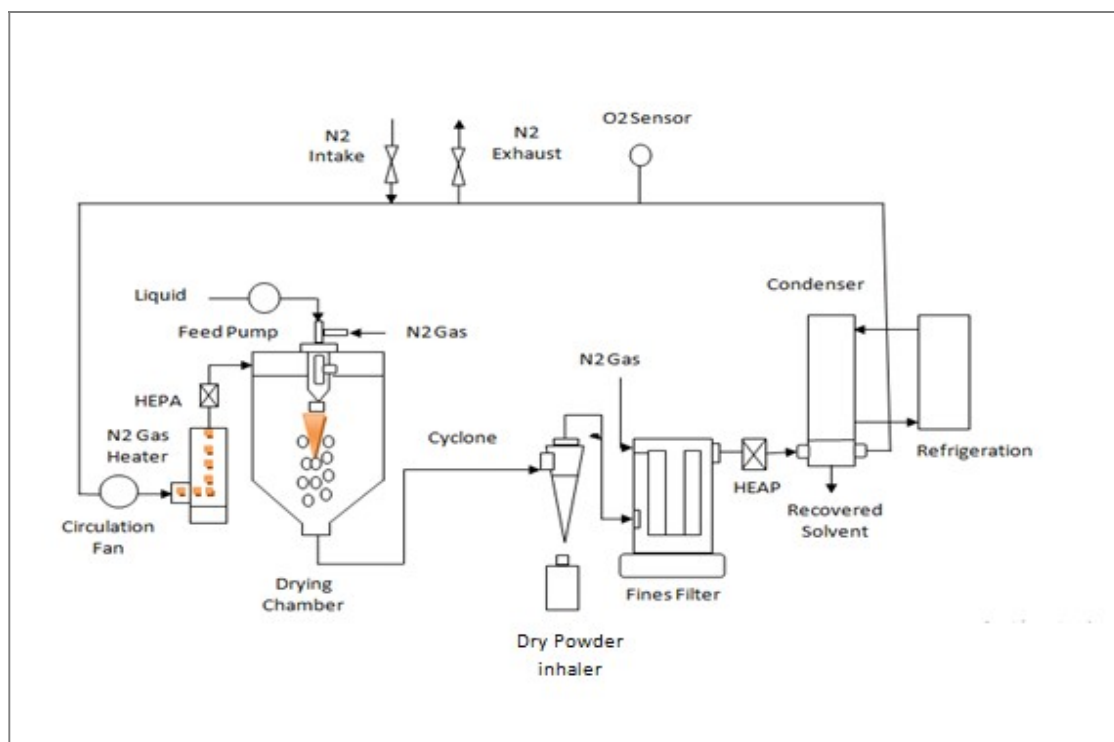 O2 Sensor
N2
Intake
N2
Exhaust
Condenser
Liquid
Feed Pump
N2 Gas
N2 Gas
HEPA
N2 Gas
Heater
Cyclone
Refrigeration
HEAP
Recovered
Solvent
Circulation
Fan
Drying
Chamber
Fines Filter
Dry Powder
inhaler